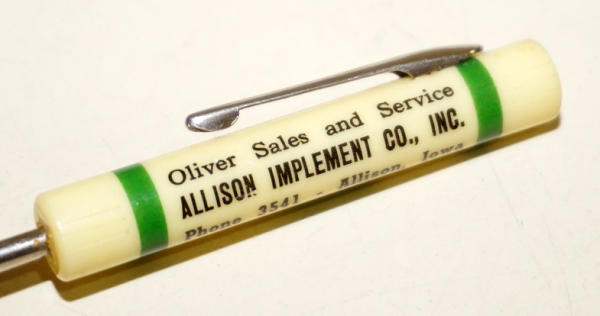 Oliver Sales and Service
ALLISON IMPLEMENT CO., INC.
Phone 3541 - Allison, Iowa